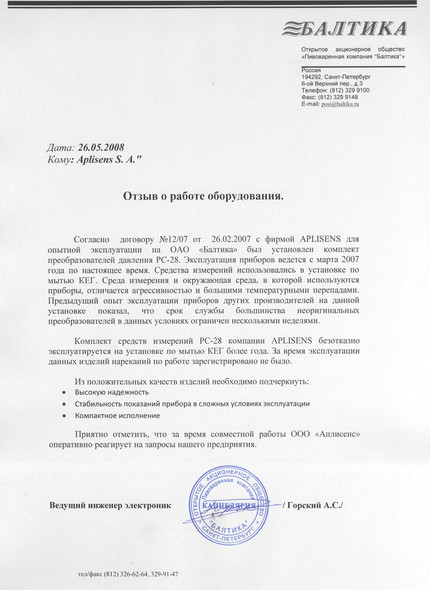 БАЛТИКА
Открытое акционерное общество
«Пивоваренная компания "Балтика"»
Россия
194292, Санкт-Петербург
6-ой Верхний пер., д.3
Телефон: (812) 329 9100
Факс: (812) 329 9148
E-mail: post@baltika.ru
Дата: 26.05.2008
Кому: Aplisens S. A."
Отзыв о работе оборудования.
Согласно договору №12/07 от 26.02.2007 с фирмой APLISENS для
опытной эксплуатации на ОАО «Балтика» был установлен комплект
преобразователей давления PC-28. Эксплуатация приборов ведется с марта 2007
года по настоящее время. Средства измерений использовались в установке по
мытью КЕГ. Среда измерения и окружающая среда, в которой используются
приборы, отличается агрессивностью и большими температурными перепадами.
Предыдущий опыт эксплуатации приборов других производителей на данной
установке показал, что срок службы большинства неоригинальных
преобразователей в данных условиях ограничен несколькими неделями.
Комплект средств измерений PC-28 компании APLISENS безотказно
эксплуатируется на установке по мытью КЕГ более года. За время эксплуатации
данных изделий нареканий по работе зарегистрировано не было.
Из положительных качеств изделий необходимо подчеркнуть:
• Высокую надежность
• Стабильность показаний прибора в сложных условиях эксплуатации
• Компактное исполнение
Приятно отметить, что за время совместной работы ООО «Аплисенс»
оперативно реагирует на запросы нашего предприятия.
ОТКРЫТОЕ АКЦИОНЕРНОЕ ОБЩЕСТВО
Пивоваренная компания
Ведущий инженер электроник КАНЦЕЛЯРИЯ / Горский А.С./
"БАЛТИКА"
САНКТ-ПЕТЕРБУРГ
тел/факс (812) 326-62-64, 329-91-47